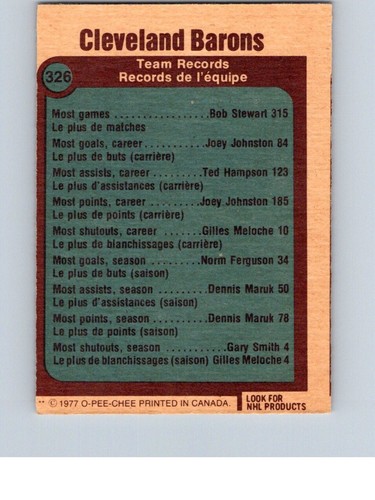 Cleveland Barons
Team Records
326
Records de l'équipe
Most games ..................Bob Stewart 315
Le plus de matches
Most goals, career ............Joey Johnston 84
Le plus de buts (carrière)
Most assists, career ..........Ted Hampson 123
Le plus d'assistances (carrière)
Most points, career ..........Joey Johnston 185
Le plus de points (carrière)
Most shutouts, career .......Gilles Meloche 10
Le plus de blanchissages (carrière)
Most goals, season .........Norm Ferguson 34
Le plus de buts (saison)
Most assists, season .........Dennis Maruk 50
Le plus d'assistances (saison)
Most points, season ..........Dennis Maruk 78
Le plus de points (saison)
Most shutouts, season ..........Gary Smith 4
Le plus de blanchissages (saison) Gilles Meloche 4
** © 1977 O-PEE-CHEE PRINTED IN CANADA.
LOOK FOR
NHL PRODUCTS